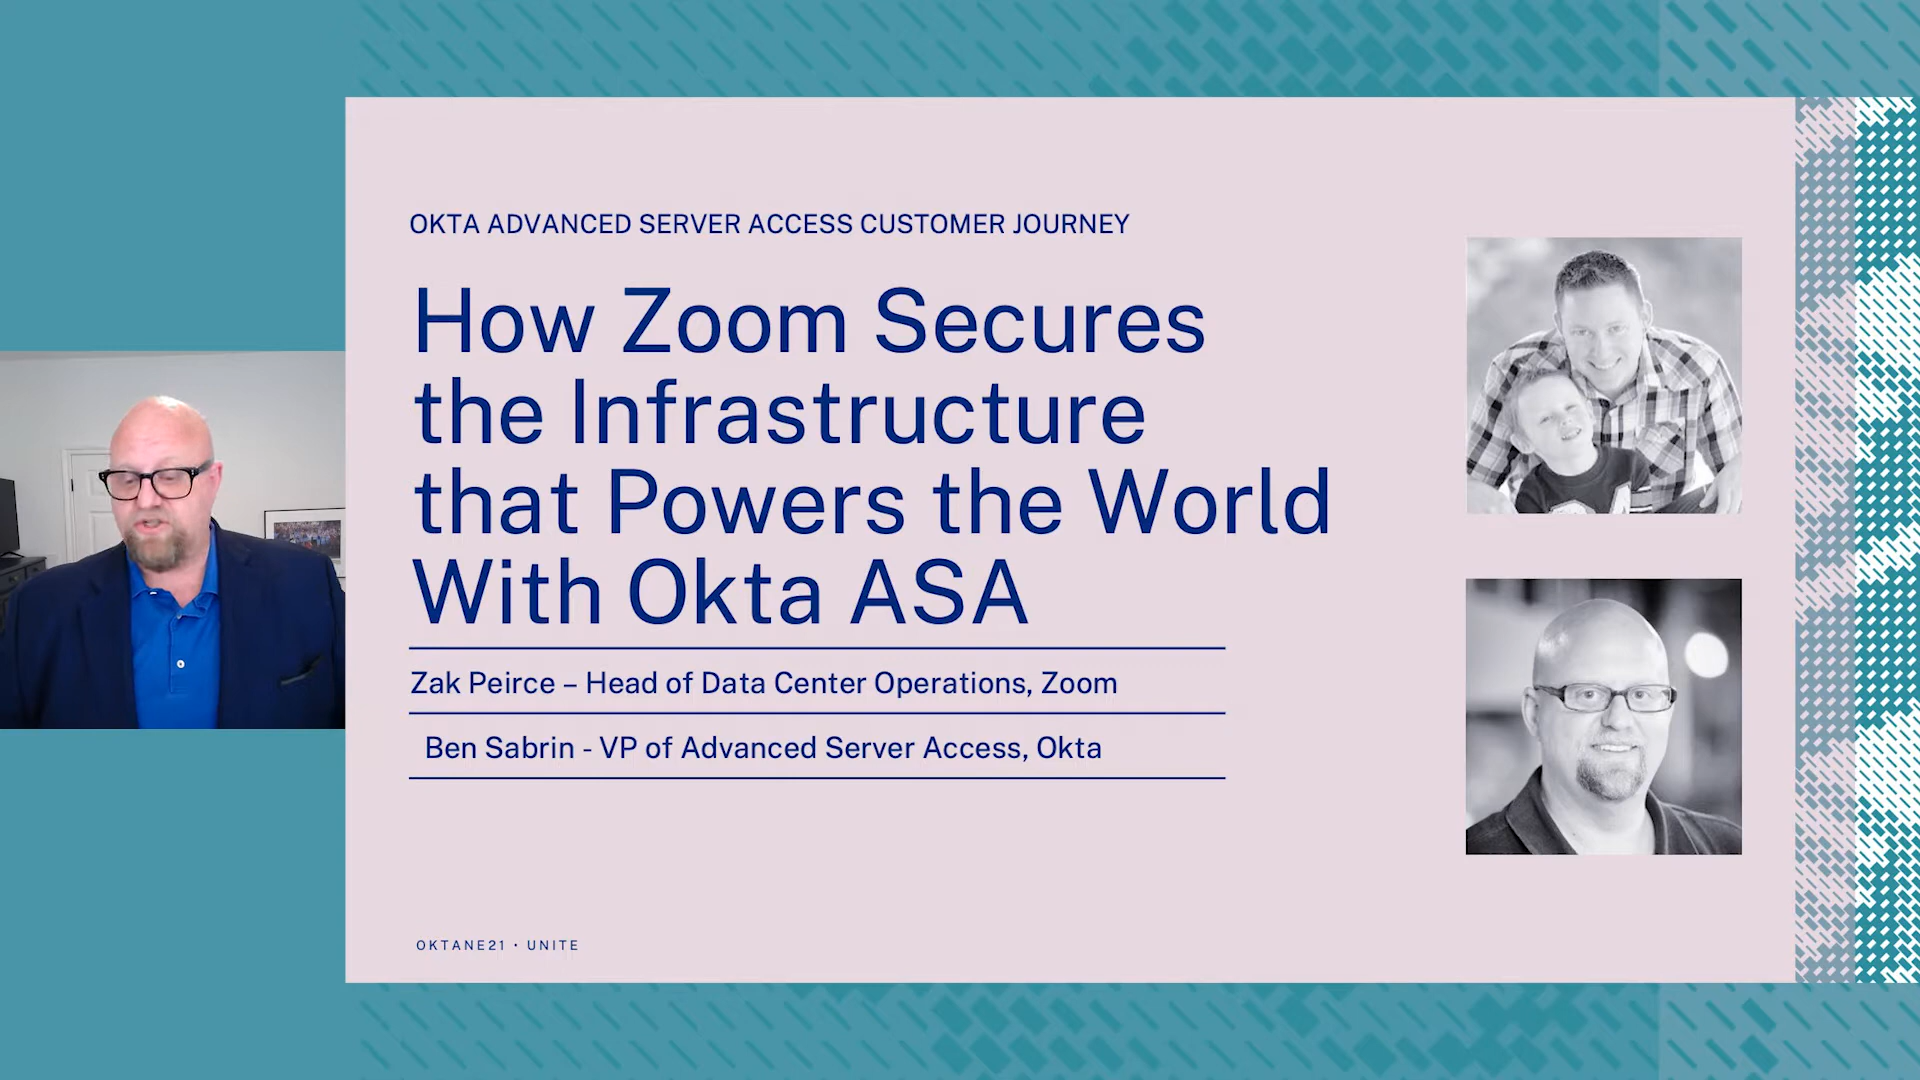 OKTA ADVANCED SERVER ACCESS CUSTOMER JOURNEY
How Zoom Secures
the Infrastructure
that Powers the World
With Okta ASA
Zak Peirce – Head of Data Center Operations, Zoom
Ben Sabrin - VP of Advanced Server Access, Okta
OKTANE21 • UNITE